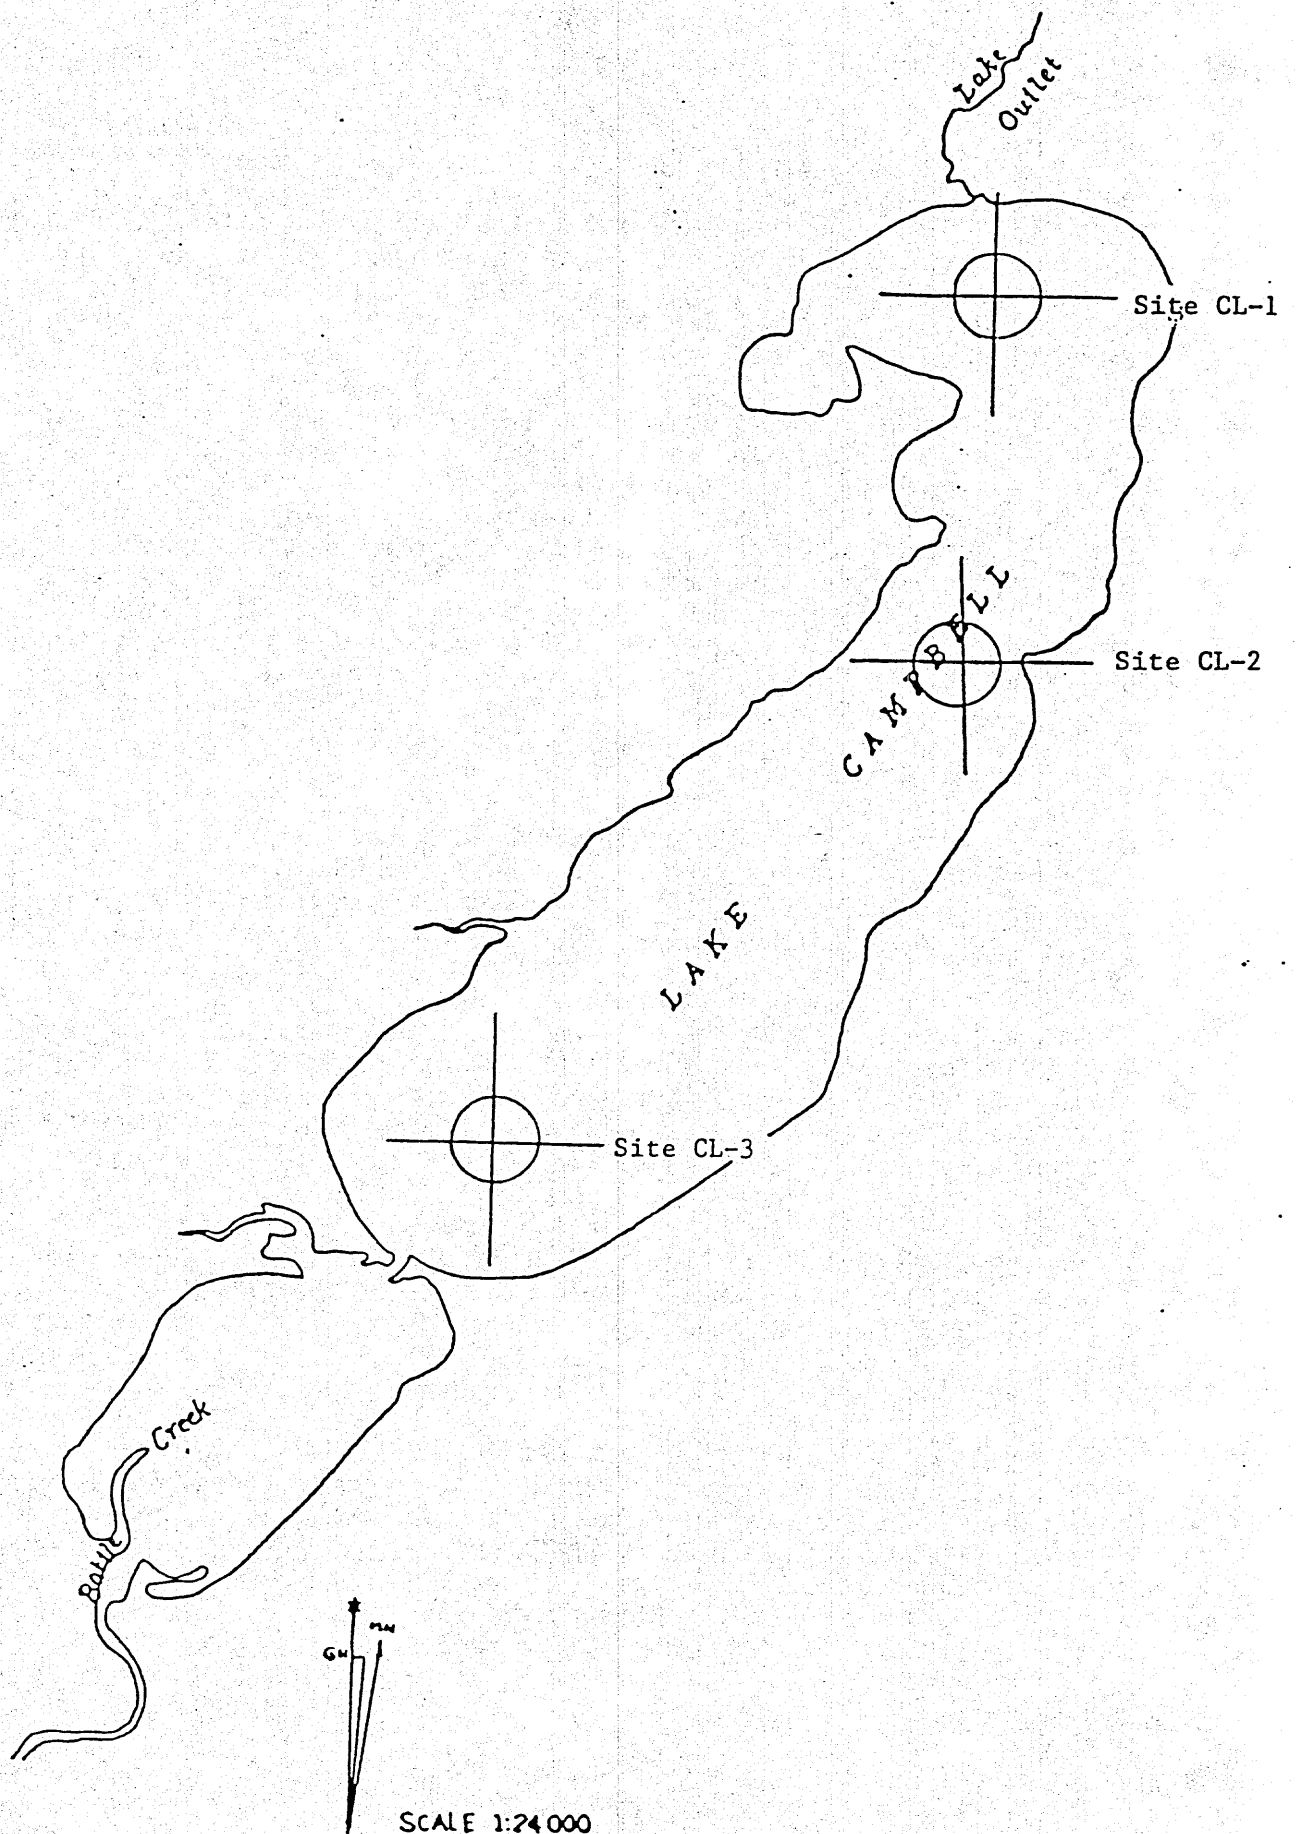 Lake
Outlet
Site CL-1
CAMPBELL
Site CL-2
LAKE
Site CL-3
Creek
Battle
MN
GN
SCALE 1:24000